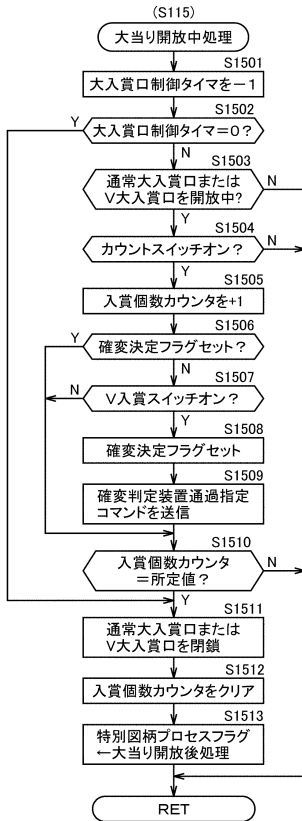 (S115)
大当り開放中処理
S1501
大入賞口制御タイマを－1
S1502
Y
大入賞口制御タイマ=0?
N
S1503
通常大入賞口または
V大入賞口を開放中?
N
Y
S1504
カウントスイッチオン?
N
Y
S1505
入賞個数カウンタを+1
S1506
Y
確変決定フラグセット?
N
S1507
N
V入賞スイッチオン?
Y
S1508
確変決定フラグセット
S1509
確変判定装置通過指定
コマンドを送信
S1510
入賞個数カウンタ
=所定値?
N
Y
S1511
通常大入賞口または
V大入賞口を閉鎖
S1512
入賞個数カウンタをクリア
S1513
特別図柄プロセスフラグ
←大当り開放後処理
RET